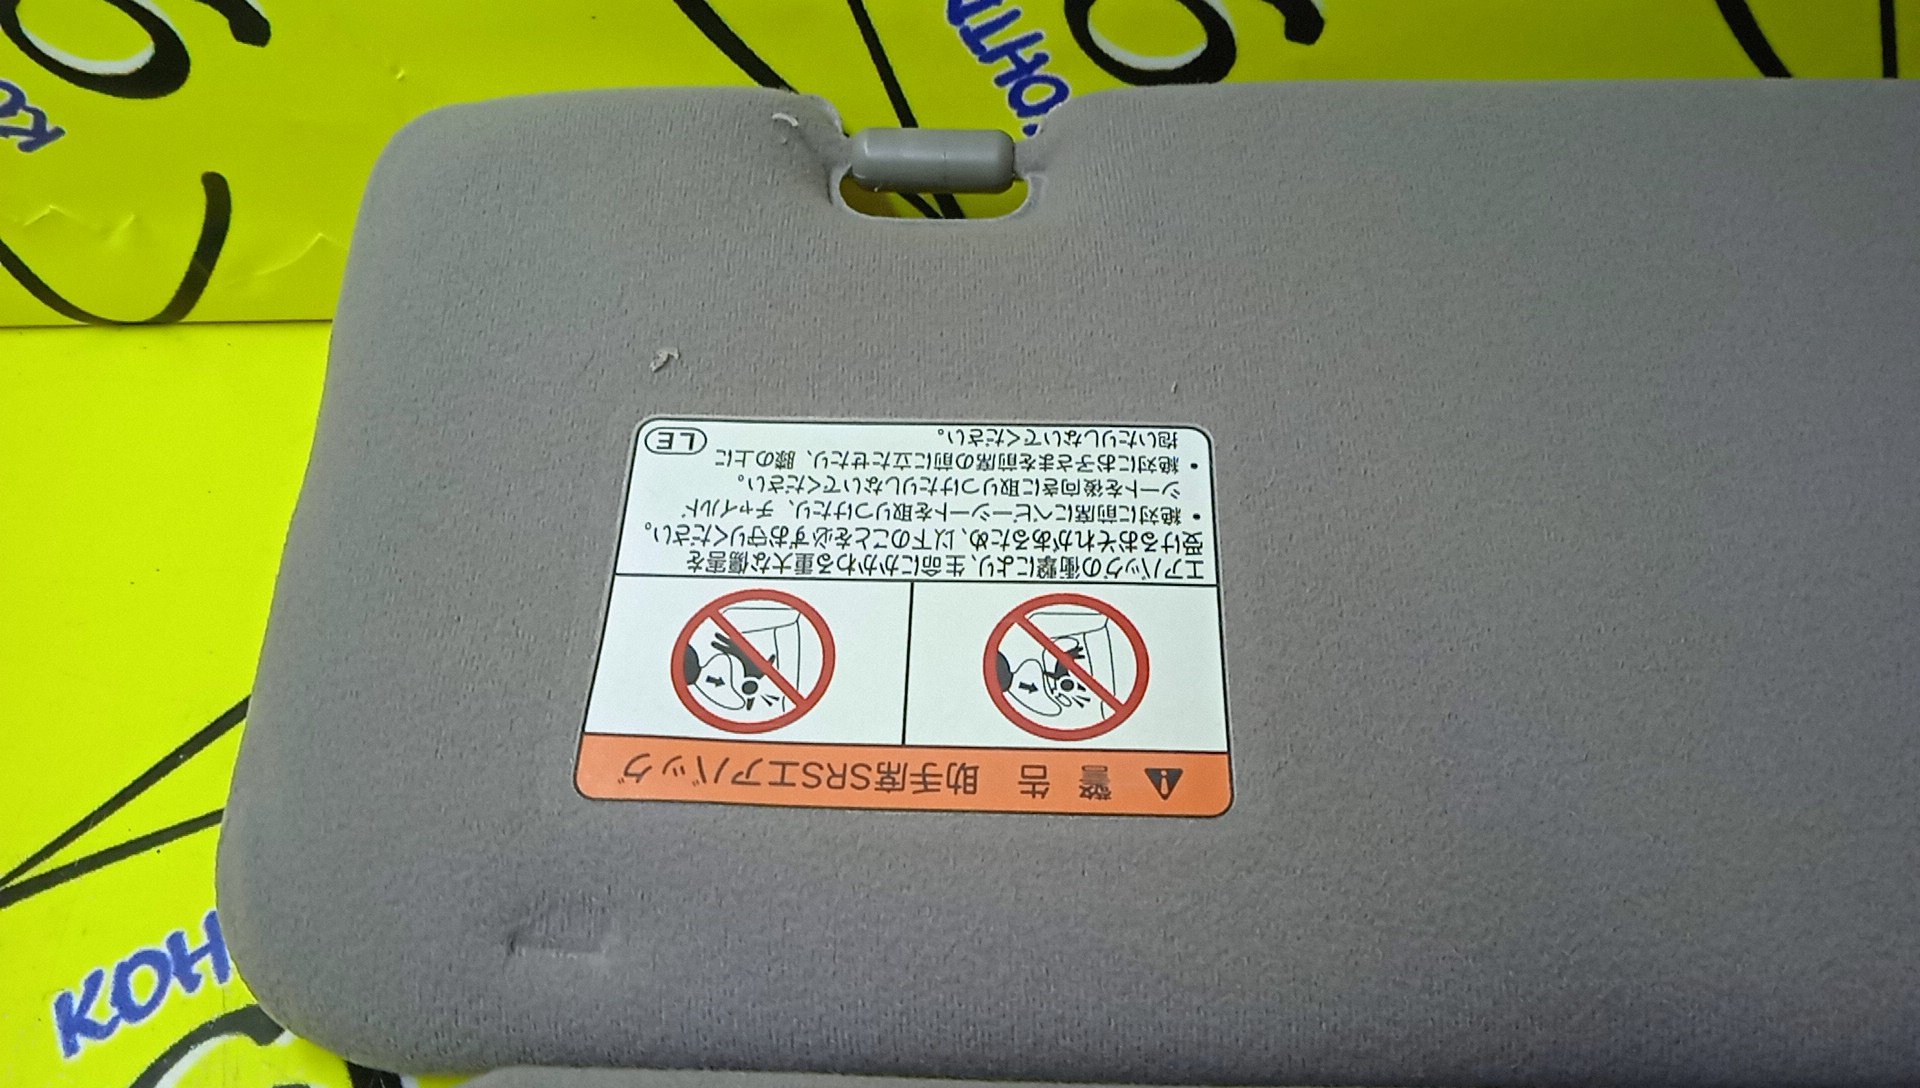 警 告 助手席SRSエアバッグ
エアバッグの衝撃により、生命にかかわる重大な傷害を
受けるおそれがあるため、以下のことを必ずお守りください。
• 絶対に前席にベビーシートを取りつけたり、チャイルド
シートを後向きに取りつけたりしないでください。
• 絶対にお子さまを前席の前に立たせたり、膝の上に
抱いたりしないでください。
LE
КОН